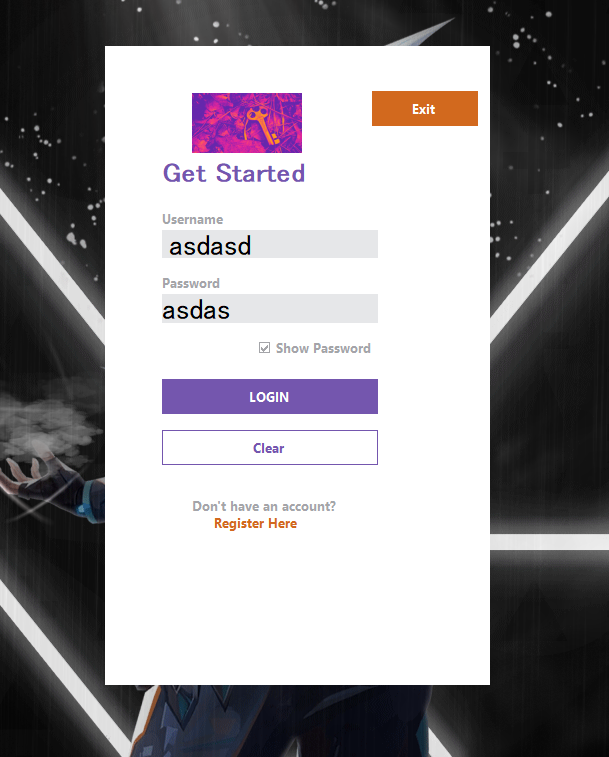 Exit
Get Started
Username
asdasd
Password
asdas
Show Password
LOGIN
Clear
Don't have an account?
Register Here